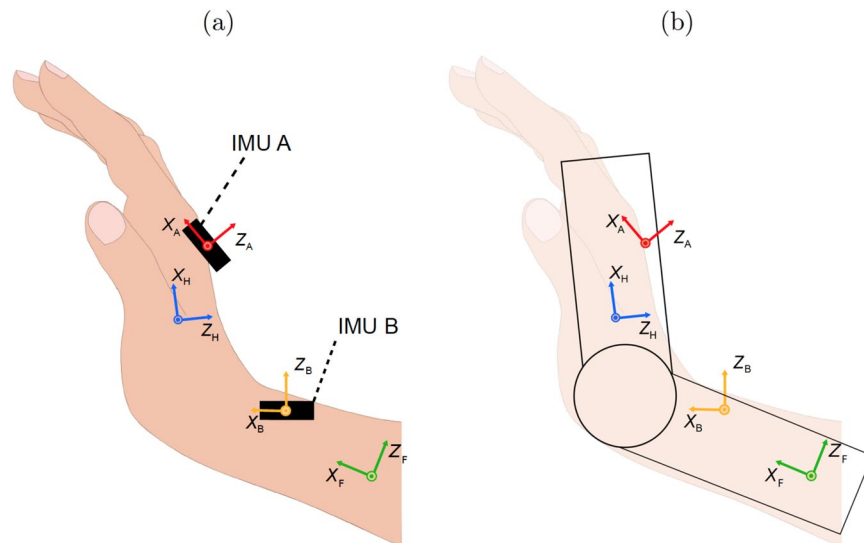 (a)
(b)
IMU A
X_A
Z_A
X_H
Z_H
IMU B
Z_B
X_B
Z_F
X_F
X_A
Z_A
X_H
Z_H
Z_B
X_B
Z_F
X_F